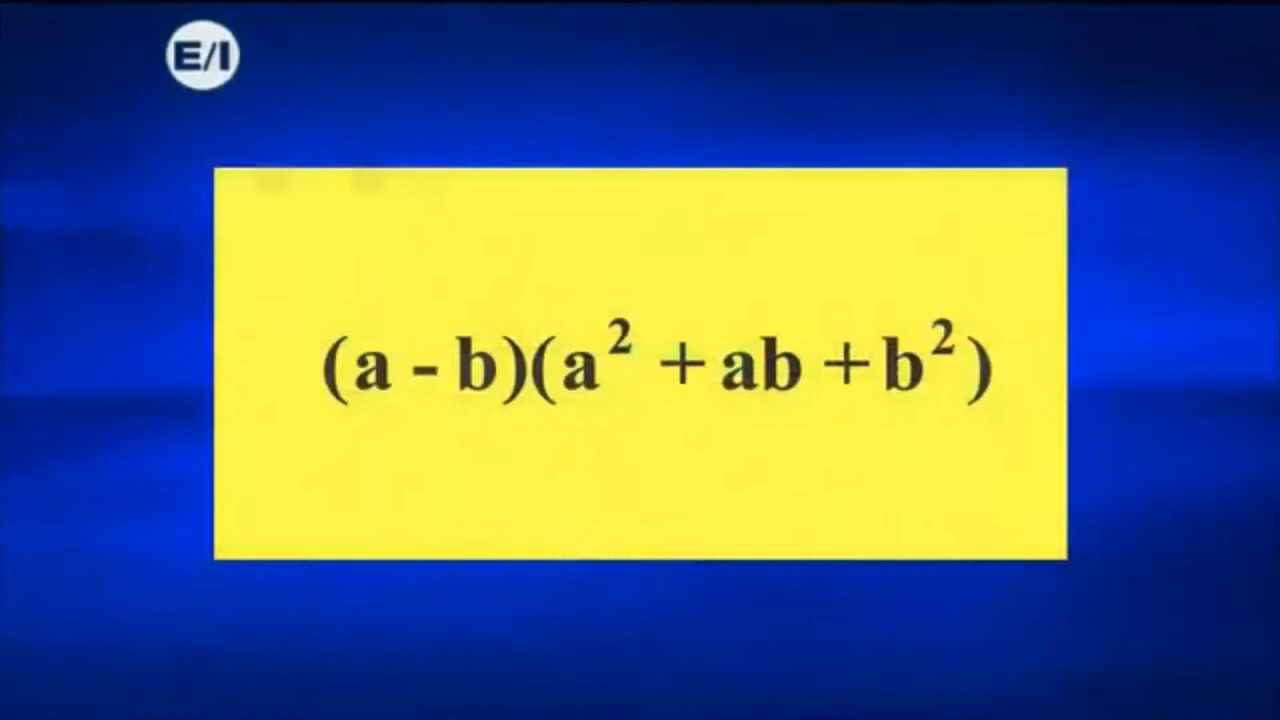 E/I
(a - b)(a² + ab + b²)